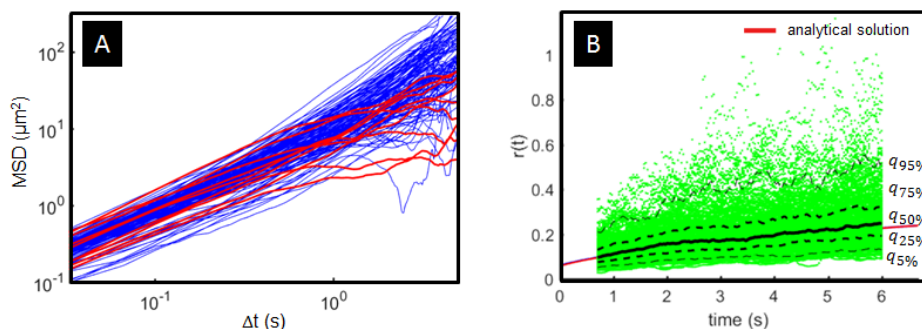 A
MSD (μm²)
10²
10¹
10⁰
10⁻¹
10⁻¹
10⁰
Δt (s)
B
analytical solution
r(t)
1
0.8
0.6
0.4
0.2
0
q95%
q75%
q50%
q25%
q5%
0 1 2 3 4 5 6
time (s)